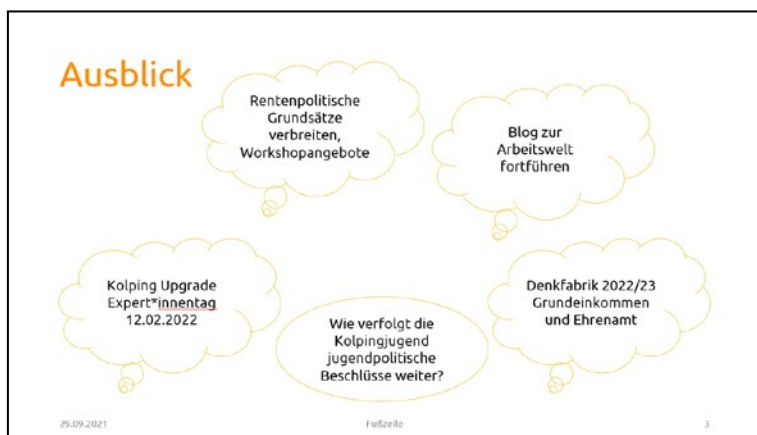 Ausblick
Rentenpolitische
Grundsätze
verbreiten,
Workshopangebote
Blog zur
Arbeitswelt
fortführen
Kolping Upgrade
Expert*innentag
12.02.2022
Wie verfolgt die
Kolpingjugend
jugendpolitische
Beschlüsse weiter?
Denkfabrik 2022/23
Grundeinkommen
und Ehrenamt
29.09.2021
Fußzeile
3